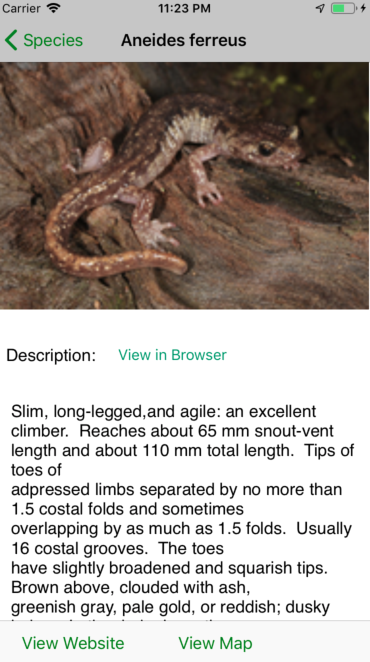 Carrier 11:23 PM
Species Aneides ferreus
Description: View in Browser
Slim, long-legged,and agile: an excellent
climber.  Reaches about 65 mm snout-vent
length and about 110 mm total length.  Tips of
toes of
adpressed limbs separated by no more than
1.5 costal folds and sometimes
overlapping by as much as 1.5 folds.  Usually
16 costal grooves.  The toes
have slightly broadened and squarish tips.
Brown above, clouded with ash,
greenish gray, pale gold, or reddish; dusky
View Website View Map